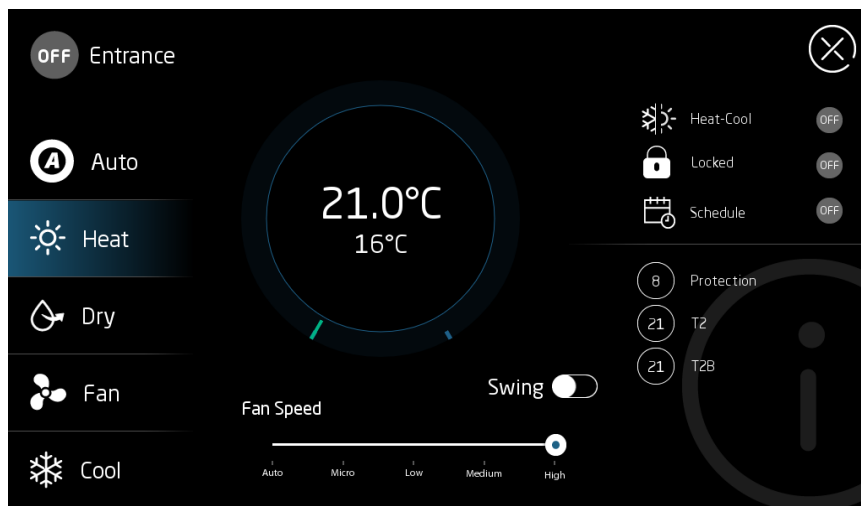 OFF Entrance
A Auto
Heat
Dry
Fan
Cool
21.0°C
16°C
Swing
Fan Speed
Auto Micro Low Medium High
Heat-Cool OFF
Locked OFF
Schedule OFF
8 Protection
21 T2
21 T2B